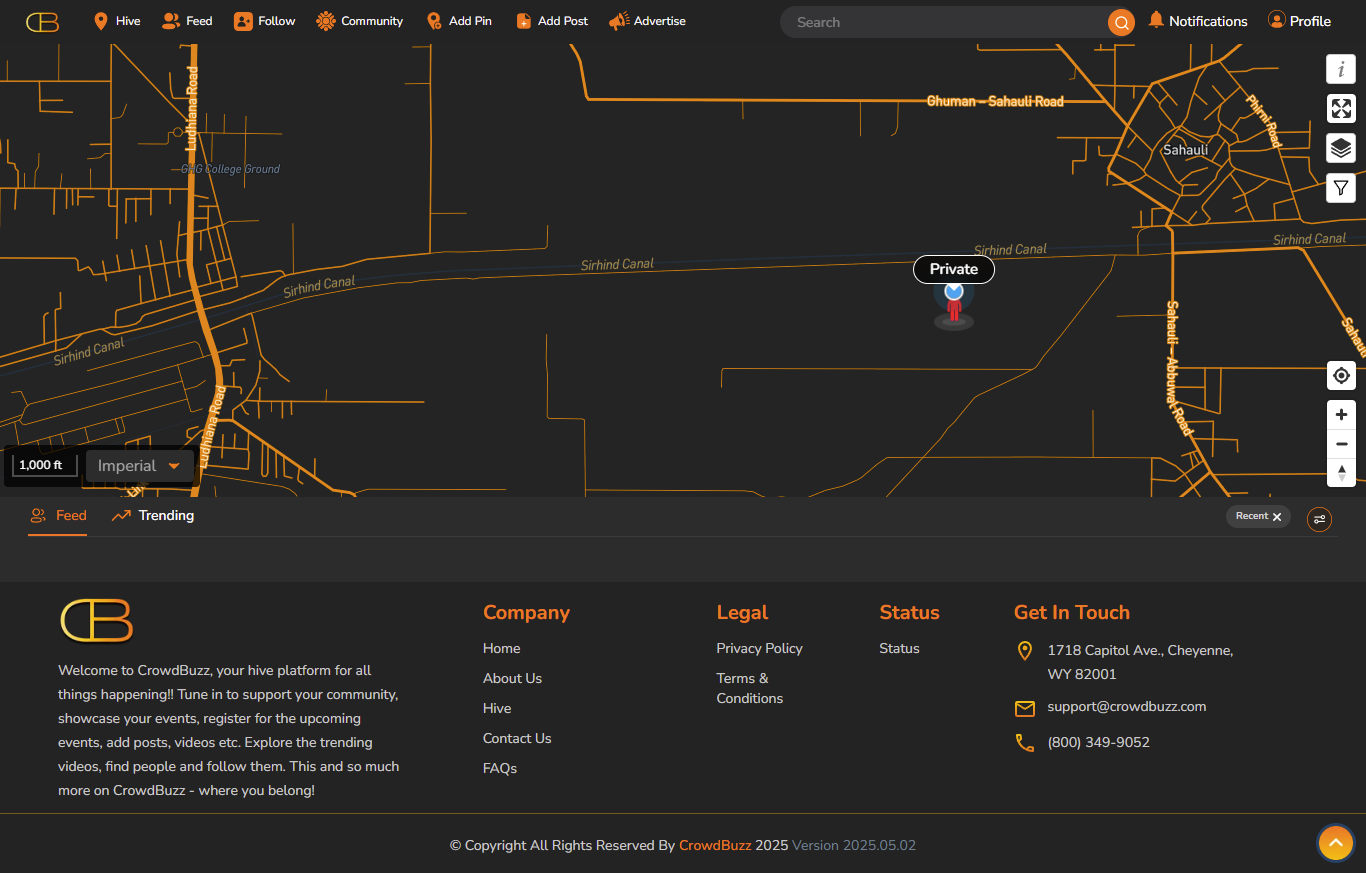 CB Hive Feed Follow Community Add Pin Add Post Advertise Search Notifications Profile
Ludhiana Road
Ghuman - Sahauli Road
Phirni Road
i
Sahauli
GHG College Ground
Sirhind Canal
Sirhind Canal
Sirhind Canal
Sirhind Canal
Private
Sahauli - Abbuwal Road
Sirhind Canal
Ludhiana Road
1,000 ft Imperial
Feed Trending Recent
CB
Company Legal Status Get In Touch
Home Privacy Policy Status 1718 Capitol Ave., Cheyenne,
WY 82001
Welcome to CrowdBuzz, your hive platform for all
things happening!! Tune in to support your community,
showcase your events, register for the upcoming
events, add posts, videos etc. Explore the trending
videos, find people and follow them. This and so much
more on CrowdBuzz - where you belong!
About Us Terms &
Conditions
Hive support@crowdbuzz.com
Contact Us (800) 349-9052
FAQs
© Copyright All Rights Reserved By CrowdBuzz 2025 Version 2025.05.02